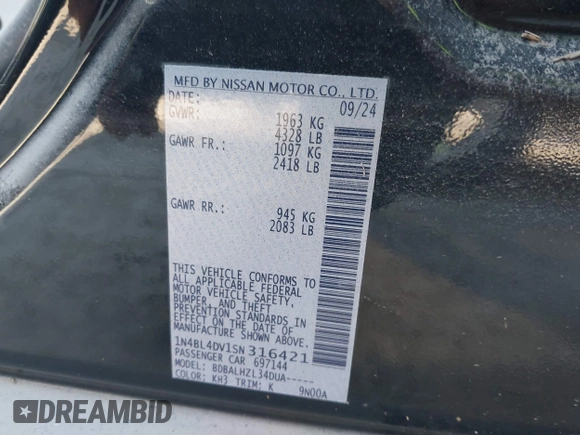 MFD BY NISSAN MOTOR CO., LTD.
DATE: 09/24
GVWR: 1963 KG
4328 LB
GAWR FR.: 1097 KG
2418 LB
GAWR RR.: 945 KG
2083 LB
THIS VEHICLE CONFORMS TO
ALL APPLICABLE FEDERAL
MOTOR VEHICLE SAFETY,
BUMPER, AND THEFT
PREVENTION STANDARDS IN
EFFECT ON THE DATE OF
MANUFACTURE SHOWN ABOVE.
1N4BL4DV1SN316421
PASSENGER CAR 697144
MODEL: BDBALHZL34DUA-----
COLOR: KH3 TRIM: K 9N00A
DREAMBID